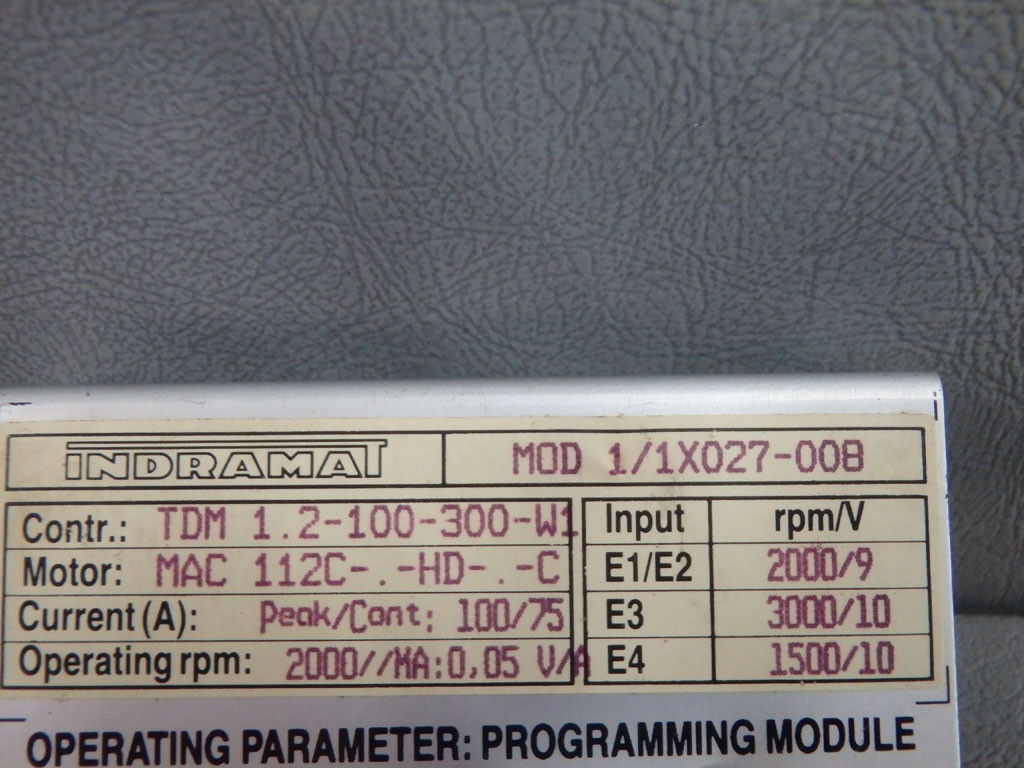 INDRAMAT
MOD 1/1X027-008
Contr.: TDM 1.2-100-300-W1
Motor: MAC 112C-.-HD-.-C
Current (A): Peak/Cont: 100/75
Operating rpm: 2000//MA:0,05 V/A
Input rpm/V
E1/E2 2000/9
E3 3000/10
E4 1500/10
OPERATING PARAMETER: PROGRAMMING MODULE